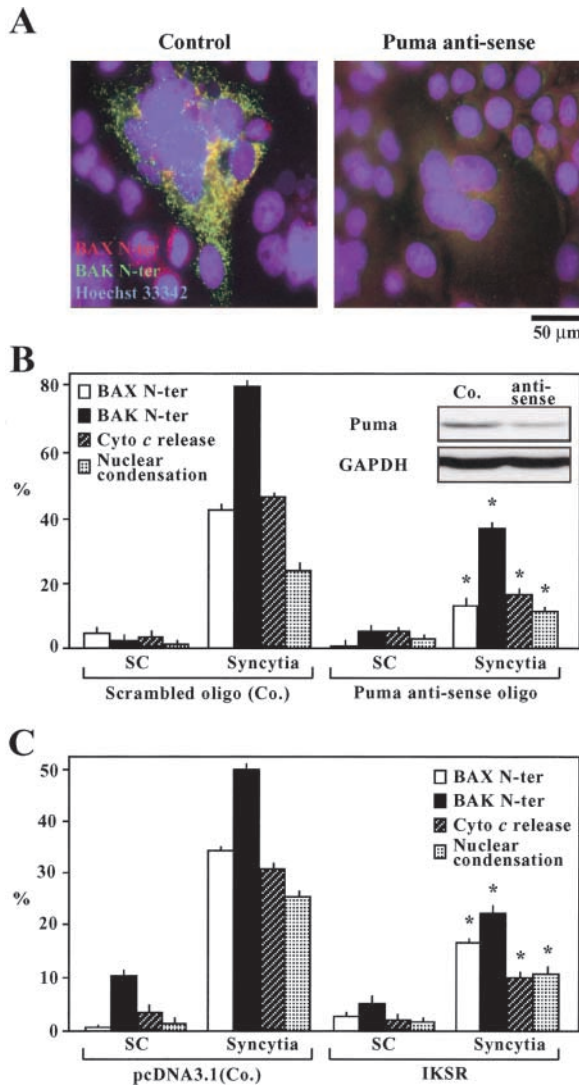 A
Control
Puma anti-sense
BAX N-ter
BAK N-ter
Hoechst 33342
50 μm
B
80
60
40
20
0
%
BAX N-ter
BAK N-ter
Cyto c release
Nuclear
condensation
Co.
anti-
sense
Puma
GAPDH
*
*
*
*
SC
Syncytia
SC
Syncytia
Scrambled oligo (Co.)
Puma anti-sense oligo
C
50
40
30
20
10
0
%
BAX N-ter
BAK N-ter
Cyto c release
Nuclear
condensation
*
*
*
*
SC
Syncytia
SC
Syncytia
pcDNA3.1(Co.)
IKSR